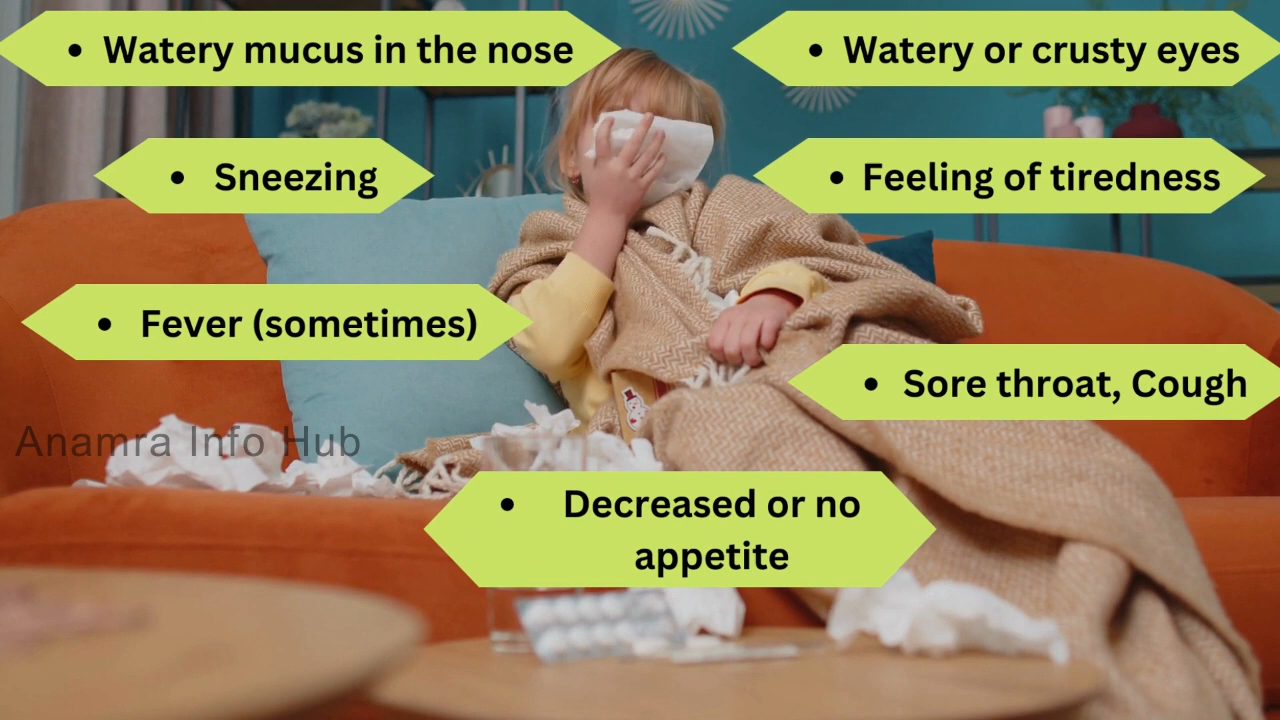 • Watery mucus in the nose
• Watery or crusty eyes
• Sneezing
• Feeling of tiredness
• Fever (sometimes)
• Sore throat, Cough
Anamra Info Hub
• Decreased or no
appetite